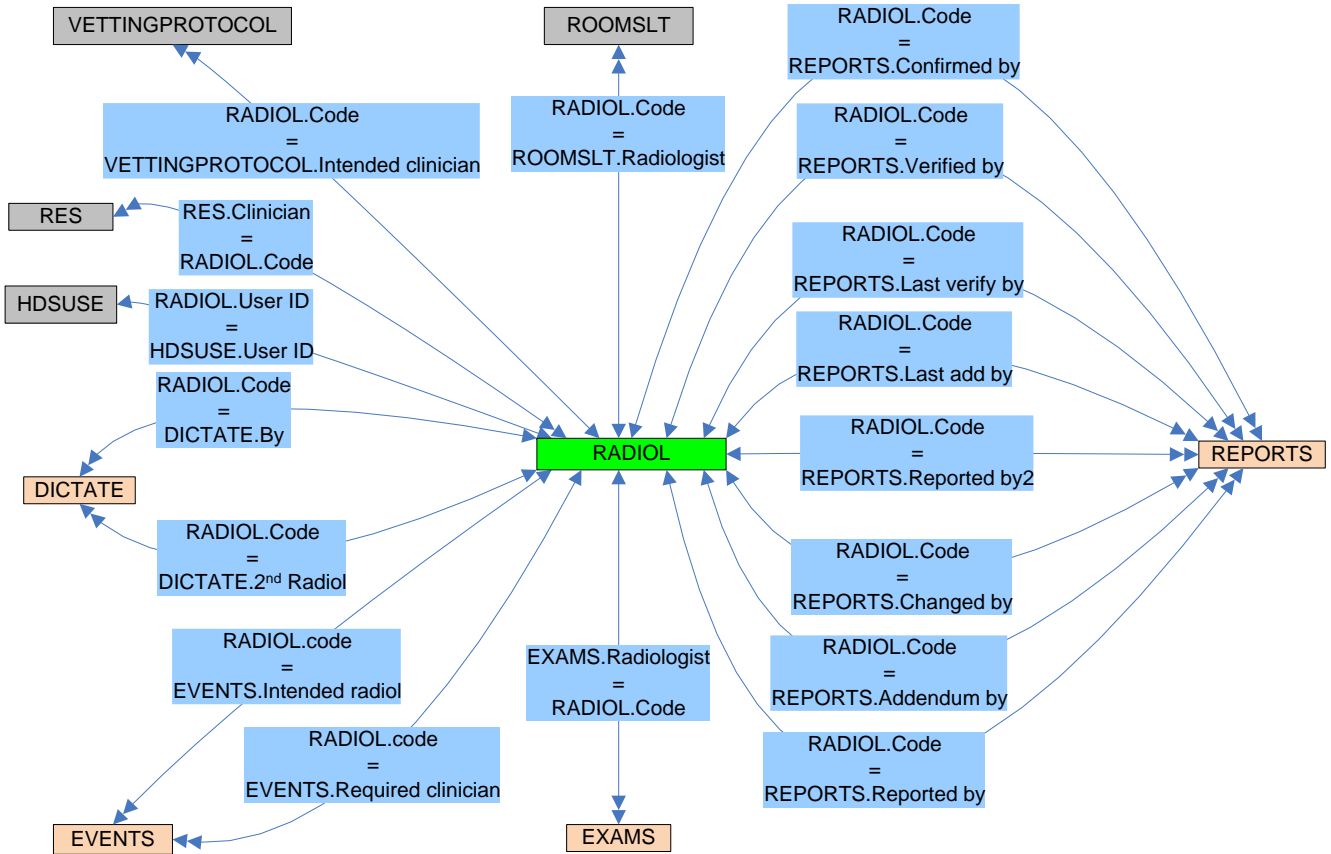 VETTINGPROTOCOL
ROOMSLT
RADIOL.Code
=
REPORTS.Confirmed by
RADIOL.Code
=
VETTINGPROTOCOL.Intended clinician
RADIOL.Code
=
ROOMSLT.Radiologist
RADIOL.Code
=
REPORTS.Verified by
RES
RES.Clinician
=
RADIOL.Code
RADIOL.Code
=
REPORTS.Last verify by
HDSUSE
RADIOL.User ID
=
HDSUSE.User ID
RADIOL.Code
=
REPORTS.Last add by
RADIOL.Code
=
DICTATE.By
RADIOL
RADIOL.Code
=
REPORTS.Reported by2
REPORTS
DICTATE
RADIOL.Code
=
DICTATE.2nd Radiol
RADIOL.Code
=
REPORTS.Changed by
RADIOL.code
=
EVENTS.Intended radiol
EXAMS.Radiologist
=
RADIOL.Code
RADIOL.Code
=
REPORTS.Addendum by
RADIOL.code
=
EVENTS.Required clinician
RADIOL.Code
=
REPORTS.Reported by
EVENTS
EXAMS